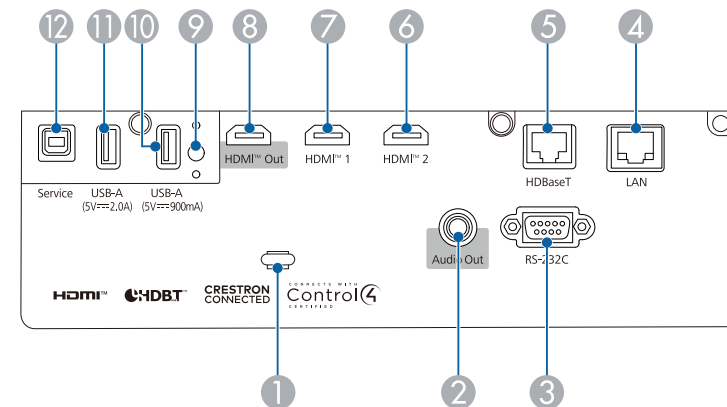 12 11 10 9 8 7 6 5 4
HDMI™ Out HDMI™ 1 HDMI™ 2
Service USB-A USB-A HDBaseT LAN
(5V⎓2.0A) (5V⎓900mA)
Audio Out RS-232C
HDMI™ HDBT CRESTRON CONNECTS WITH
CONNECTED Control4
CERTIFIED
1 2 3